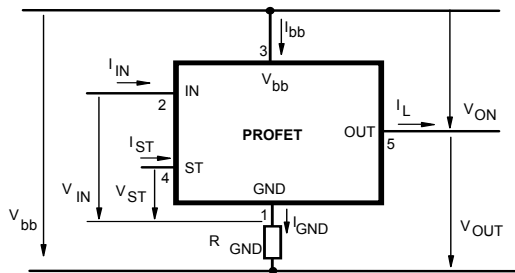 I bb
3
V bb
I IN
2
IN
I L
V ON
PROFET
OUT
5
I ST
4
ST
V IN
V ST
V bb
GND
1
I GND
V OUT
R GND